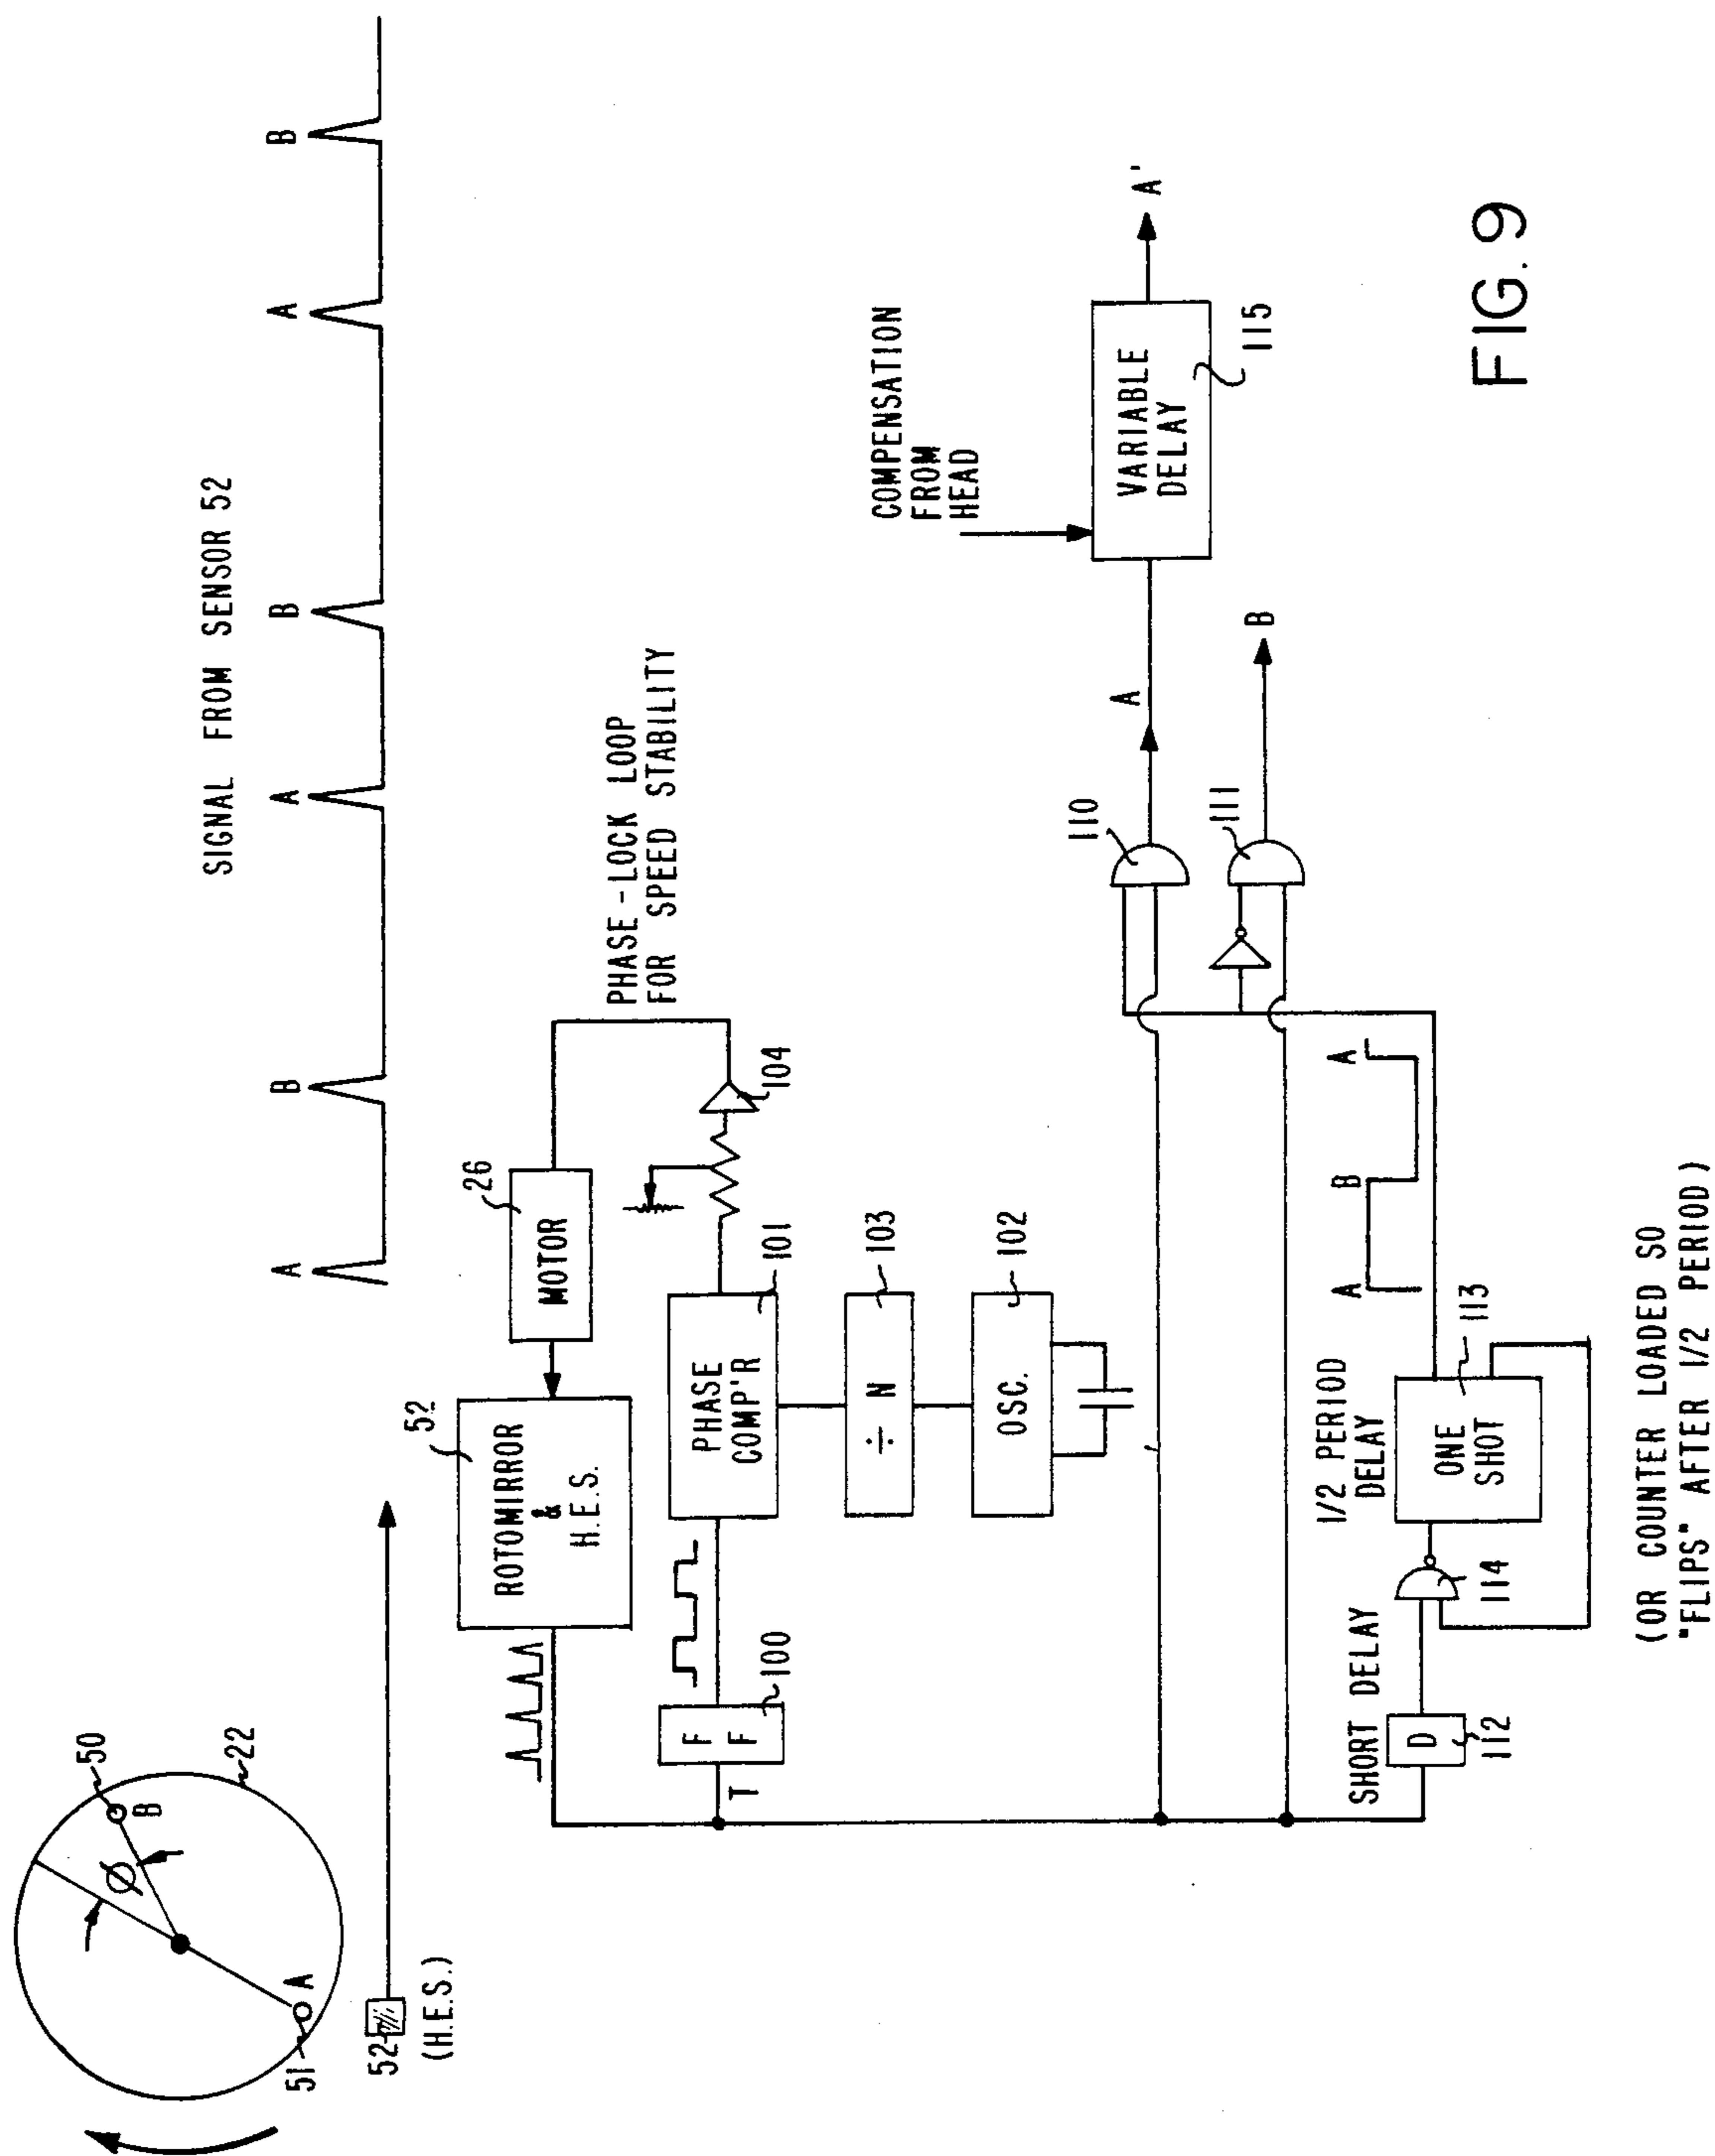 SIGNAL FROM SENSOR 52
A
B
A
B
A
B
50
B
22
Ø
A
51
52
(H.E.S.)
52
ROTOMIRROR
&
H.E.S.
26
MOTOR
PHASE-LOCK LOOP
FOR SPEED STABILITY
T
F
F
100
PHASE
COMP'R
101
104
÷ N
103
OSC.
102
COMPENSATION
FROM
HEAD
110
A
VARIABLE
DELAY
115
A'
111
B
SHORT DELAY
D
112
114
1/2 PERIOD
DELAY
ONE
SHOT
113
A
B
A
(OR COUNTER LOADED SO
"FLIPS" AFTER 1/2 PERIOD)
FIG. 9